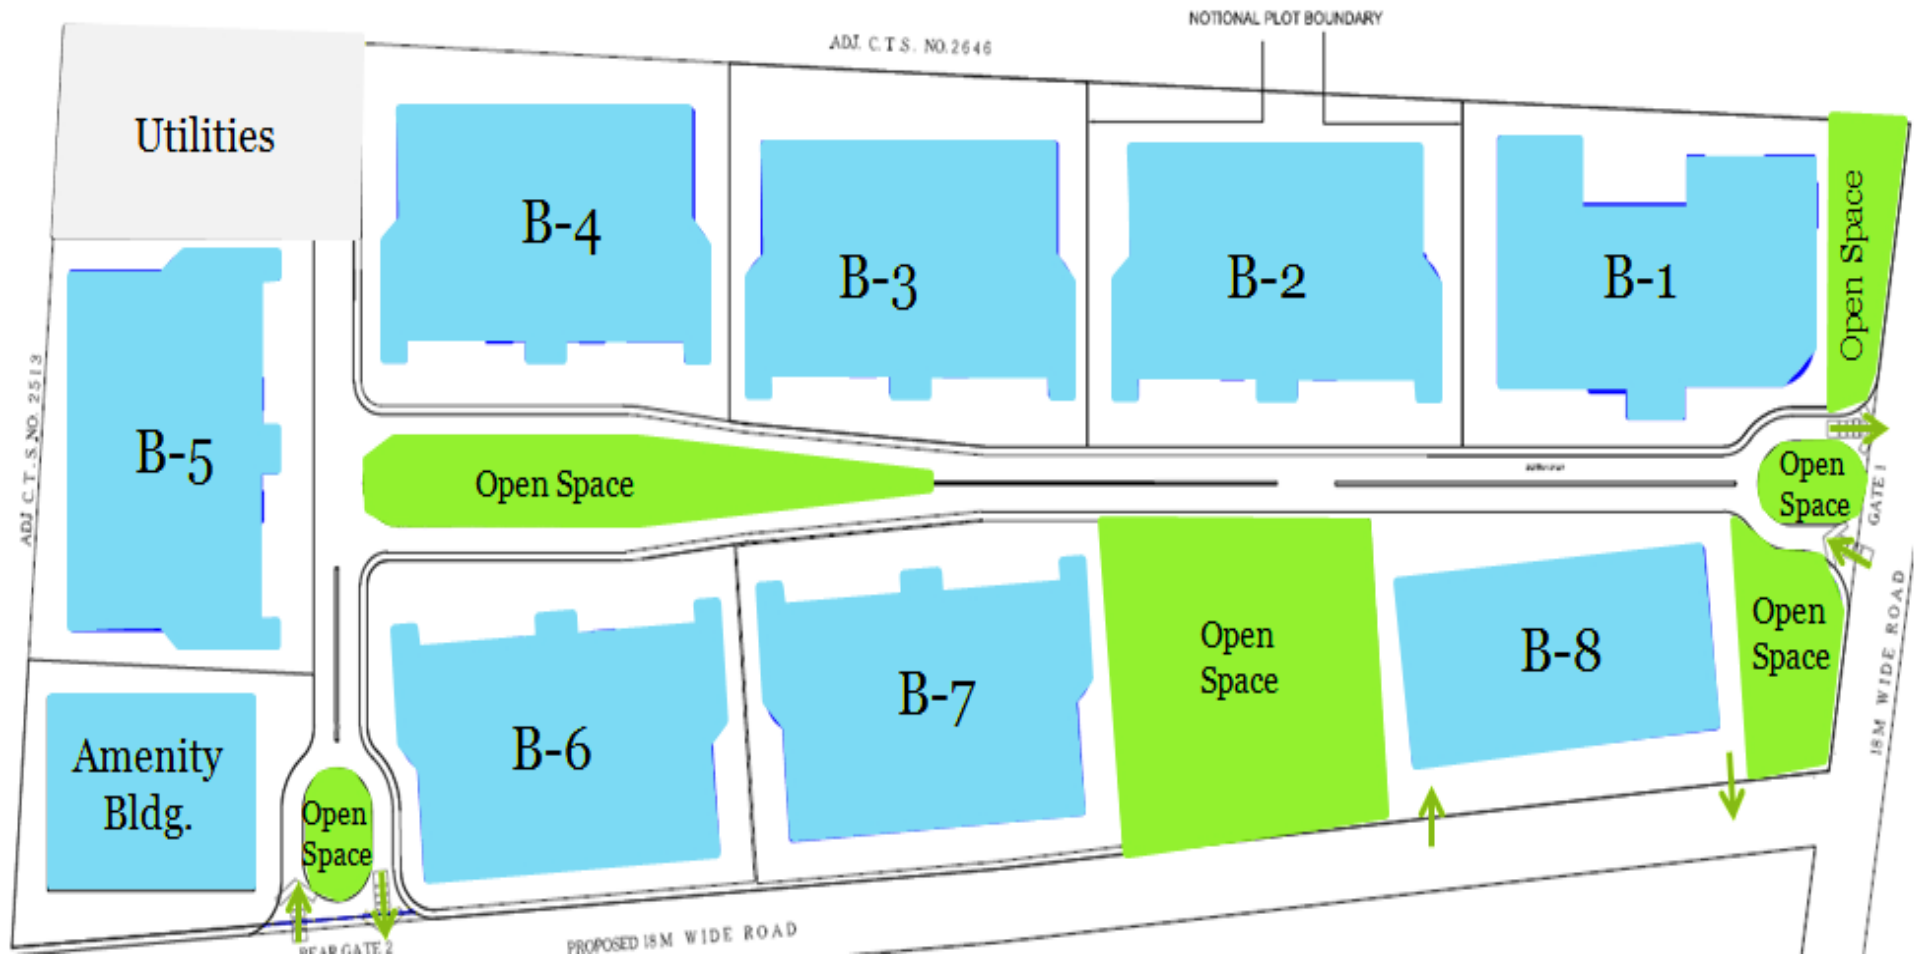 NOTIONAL PLOT BOUNDARY
ADJ. C.T.S. NO.2646
Utilities
B-4
B-3
B-2
B-1
Open Space
ADJ C.T.S.NO. 2513
B-5
Open Space
Open
Space
GATE 1
Open
Space
B-8
Open
Space
18M WIDE ROAD
B-7
B-6
Amenity
Bldg.
Open
Space
REAR GATE 2
PROPOSED 18M WIDE ROAD